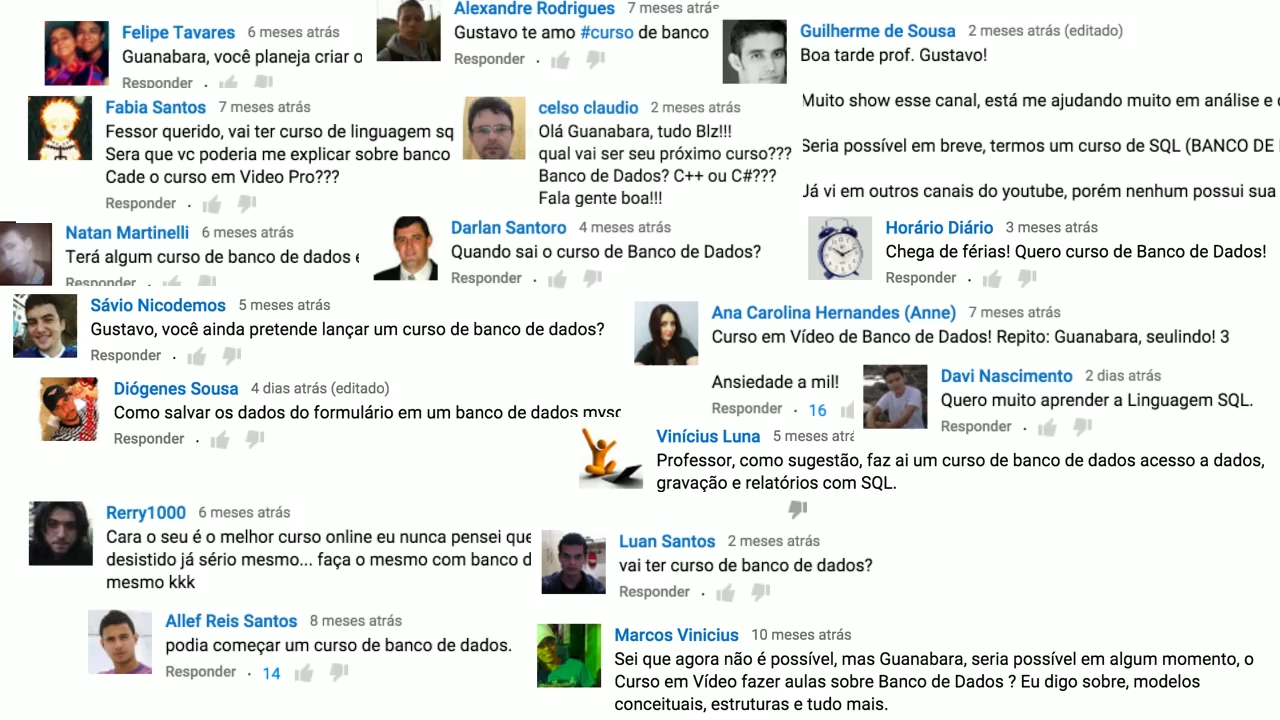 Felipe Tavares 6 meses atrás
Guanabara, você planeja criar o
Responder
Alexandre Rodrigues 7 meses atrás
Gustavo te amo #curso de banco
Responder
Guilherme de Sousa 2 meses atrás (editado)
Boa tarde prof. Gustavo!
Muito show esse canal, está me ajudando muito em análise e
Seria possível em breve, termos um curso de SQL (BANCO DE
Já vi em outros canais do youtube, porém nenhum possui sua
Fabia Santos 7 meses atrás
Fessor querido, vai ter curso de linguagem sq
Sera que vc poderia me explicar sobre banco
Cade o curso em Video Pro???
Responder
celso claudio 2 meses atrás
Olá Guanabara, tudo Blz!!!
qual vai ser seu próximo curso???
Banco de Dados? C++ ou C#???
Fala gente boa!!!
Natan Martinelli 6 meses atrás
Terá algum curso de banco de dados
Responder
Darlan Santoro 4 meses atrás
Quando sai o curso de Banco de Dados?
Responder
Horário Diário 3 meses atrás
Chega de férias! Quero curso de Banco de Dados!
Responder
Sávio Nicodemos 5 meses atrás
Gustavo, você ainda pretende lançar um curso de banco de dados?
Responder
Ana Carolina Hernandes (Anne) 7 meses atrás
Curso em Vídeo de Banco de Dados! Repito: Guanabara, seulindo! 3
Ansiedade a mil!
Responder · 16
Diógenes Sousa 4 dias atrás (editado)
Como salvar os dados do formulário em um banco de dados mysq
Responder
Davi Nascimento 2 dias atrás
Quero muito aprender a Linguagem SQL.
Responder
Vinícius Luna 5 meses atrá
Professor, como sugestão, faz ai um curso de banco de dados acesso a dados,
gravação e relatórios com SQL.
Rerry1000 6 meses atrás
Cara o seu é o melhor curso online eu nunca pensei que
desistido já sério mesmo... faça o mesmo com banco d
mesmo kkk
Luan Santos 2 meses atrás
vai ter curso de banco de dados?
Responder
Allef Reis Santos 8 meses atrás
podia começar um curso de banco de dados.
Responder · 14
Marcos Vinicius 10 meses atrás
Sei que agora não é possível, mas Guanabara, seria possível em algum momento, o
Curso em Vídeo fazer aulas sobre Banco de Dados ? Eu digo sobre, modelos
conceituais, estruturas e tudo mais.